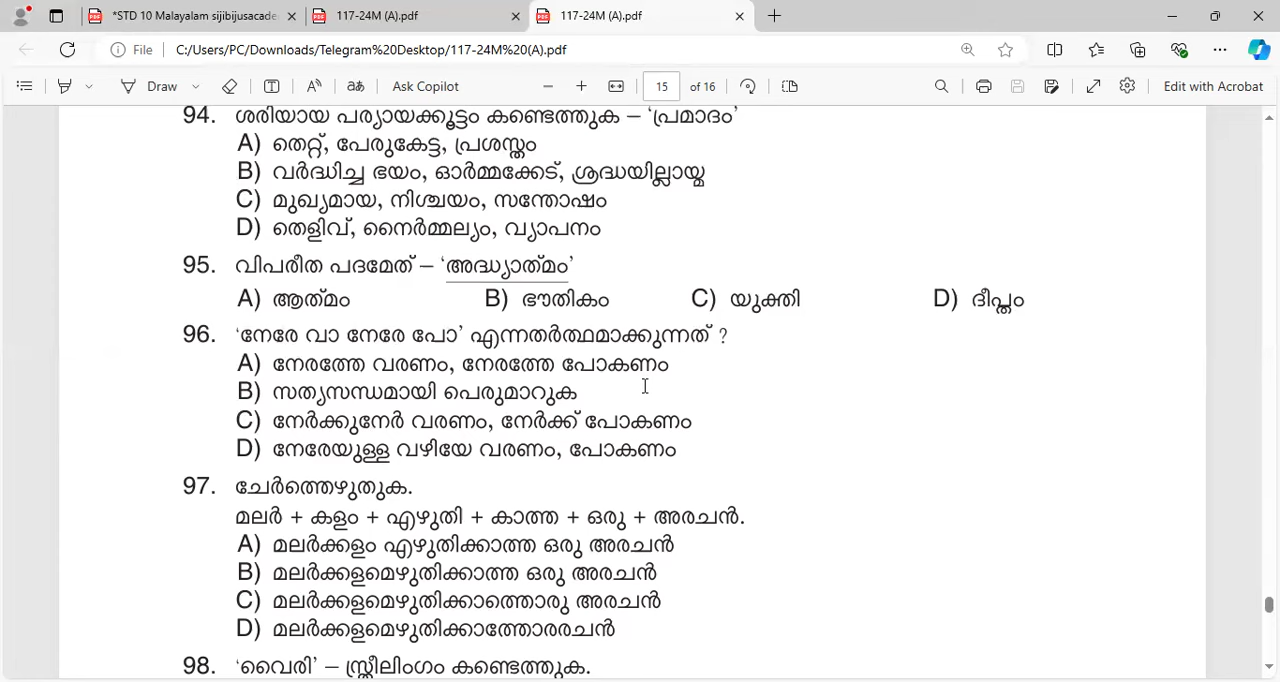 *STD 10 Malayalam sijibijusacade
117-24M (A).pdf
117-24M (A).pdf
File
C:/Users/PC/Downloads/Telegram%20Desktop/117-24M%20(A).pdf
Draw
Ask Copilot
15 of 16
Edit with Acrobat
94. ശരിയായ പര്യായക്കൂട്ടം കണ്ടെത്തുക – ‘പ്രമാദം’
A) തെറ്റ്, പേരുകേട്ട, പ്രശസ്തം
B) വർദ്ധിച്ച ഭയം, ഓർമ്മക്കേട്, ശ്രദ്ധയില്ലായ്മ
C) മുഖ്യമായ, നിശ്ചയം, സന്തോഷം
D) തെളിവ്, നൈർമ്മല്യം, വ്യാപനം
95. വിപരീത പദമേത് – ‘അദ്ധ്യാത്മം’
A) ആത്മം B) ഭൗതികം C) യുക്തി D) ദീപ്തം
96. ‘നേരേ വാ നേരേ പോ’ എന്നതർത്ഥമാക്കുന്നത് ?
A) നേരത്തേ വരണം, നേരത്തേ പോകണം
B) സത്യസന്ധമായി പെരുമാറുക
C) നേർക്കുനേർ വരണം, നേർക്ക് പോകണം
D) നേരേയുള്ള വഴിയേ വരണം, പോകണം
97. ചേർത്തെഴുതുക.
മലർ + കളം + എഴുതി + കാത്ത + ഒരു + അരചൻ.
A) മലർക്കളം എഴുതിക്കാത്ത ഒരു അരചൻ
B) മലർക്കളമെഴുതിക്കാത്ത ഒരു അരചൻ
C) മലർക്കളമെഴുതിക്കാത്തൊരു അരചൻ
D) മലർക്കളമെഴുതിക്കാത്തോരരചൻ
98. ‘വൈരി’ – സ്ത്രീലിംഗം കണ്ടെത്തുക.